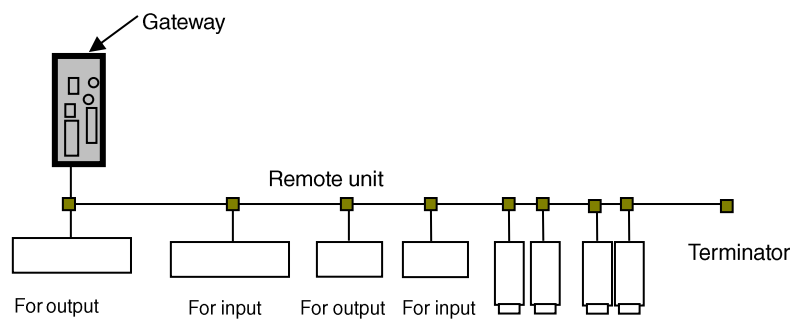 Gateway
Remote unit
Terminator
For output
For input
For output
For input